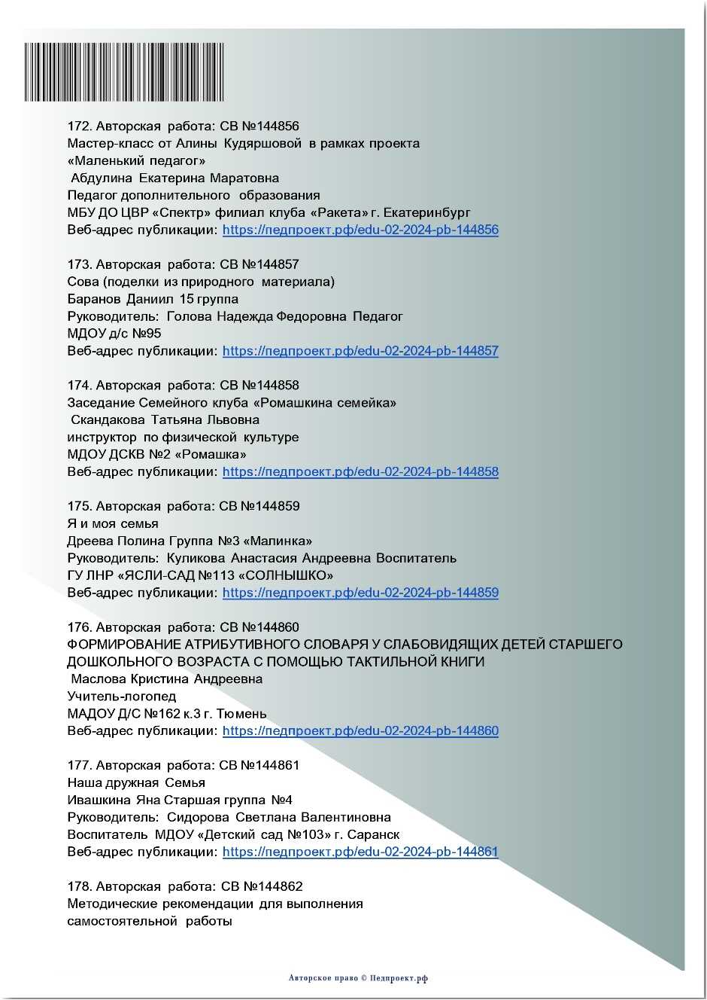 172. Авторская работа: СВ №144856
Мастер-класс от Алины Кудяршовой в рамках проекта
«Маленький педагог»
Абдулина Екатерина Маратовна
Педагог дополнительного образования
МБУ ДО ЦВР «Спектр» филиал клуба «Ракета» г. Екатеринбург
Веб-адрес публикации: https://педпроект.рф/edu-02-2024-pb-144856
173. Авторская работа: СВ №144857
Сова (поделки из природного материала)
Баранов Даниил 15 группа
Руководитель: Голова Надежда Федоровна Педагог
МДОУ д/с №95
Веб-адрес публикации: https://педпроект.рф/edu-02-2024-pb-144857
174. Авторская работа: СВ №144858
Заседание Семейного клуба «Ромашкина семейка»
Скандакова Татьяна Львовна
инструктор по физической культуре
МДОУ ДСКВ №2 «Ромашка»
Веб-адрес публикации: https://педпроект.рф/edu-02-2024-pb-144858
175. Авторская работа: СВ №144859
Я и моя семья
Дреева Полина Группа №3 «Малинка»
Руководитель: Куликова Анастасия Андреевна Воспитатель
ГУ ЛНР «ЯСЛИ-САД №113 «СОЛНЫШКО»
Веб-адрес публикации: https://педпроект.рф/edu-02-2024-pb-144859
176. Авторская работа: СВ №144860
ФОРМИРОВАНИЕ АТРИБУТИВНОГО СЛОВАРЯ У СЛАБОВИДЯЩИХ ДЕТЕЙ СТАРШЕГО
ДОШКОЛЬНОГО ВОЗРАСТА С ПОМОЩЬЮ ТАКТИЛЬНОЙ КНИГИ
Маслова Кристина Андреевна
Учитель-логопед
МАДОУ Д/С №162 к.3 г. Тюмень
Веб-адрес публикации: https://педпроект.рф/edu-02-2024-pb-144860
177. Авторская работа: СВ №144861
Наша дружная Семья
Ивашкина Яна Старшая группа №4
Руководитель: Сидорова Светлана Валентиновна
Воспитатель МДОУ «Детский сад №103» г. Саранск
Веб-адрес публикации: https://педпроект.рф/edu-02-2024-pb-144861
178. Авторская работа: СВ №144862
Методические рекомендации для выполнения
самостоятельной работы
Авторское право © Педпроект.рф